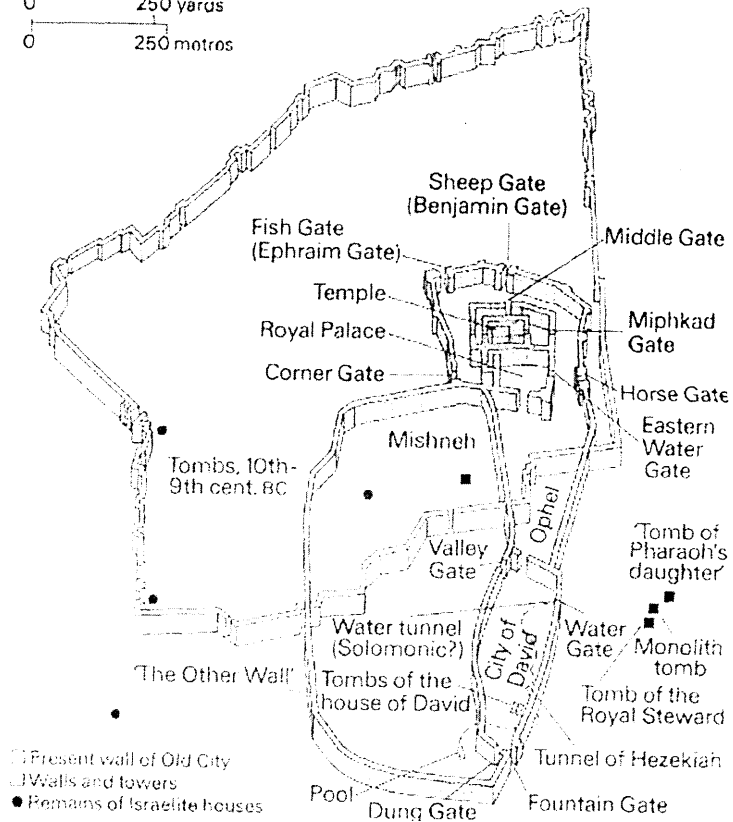 0 250 yards
0 250 metros
Sheep Gate
(Benjamin Gate)
Fish Gate
(Ephraim Gate)
Middle Gate
Temple
Miphkad
Gate
Royal Palace
Corner Gate
Horse Gate
Eastern
Water
Gate
Mishneh
Tombs, 10th-
9th cent. BC
Ophel
Valley
Gate
'Tomb of
Pharaoh's
daughter'
Water tunnel
(Solomonic?)
City of
David
Water
Gate
Monolith
tomb
'The Other Wall'
Tombs of the
house of David
Tomb of the
Royal Steward
Present wall of Old City
Walls and towers
Remains of Israelite houses
Tunnel of Hezekiah
Pool
Dung Gate
Fountain Gate